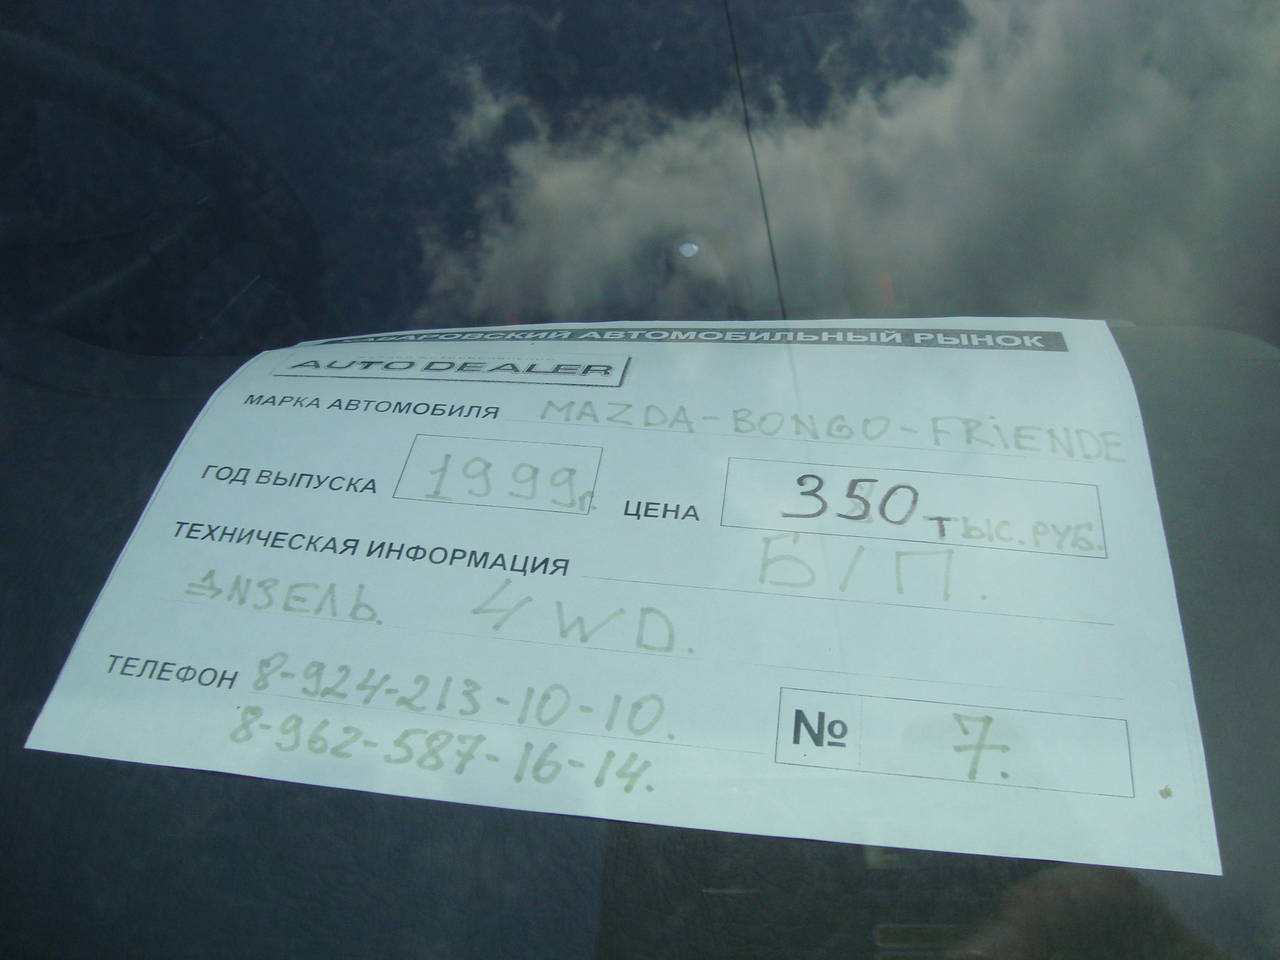 ХАБАРОВСКИЙ АВТОМОБИЛЬНЫЙ РЫНОК
AUTO DEALER
МАРКА АВТОМОБИЛЯ MAZDA-BONGO-FRIENDE
ГОД ВЫПУСКА 1999г. ЦЕНА 350 тыс. РУБ.
ТЕХНИЧЕСКАЯ ИНФОРМАЦИЯ Б/П.
ДИЗЕЛЬ. 4WD.
ТЕЛЕФОН 8-924-213-10-10.
8-962-587-16-14.
№ 7.